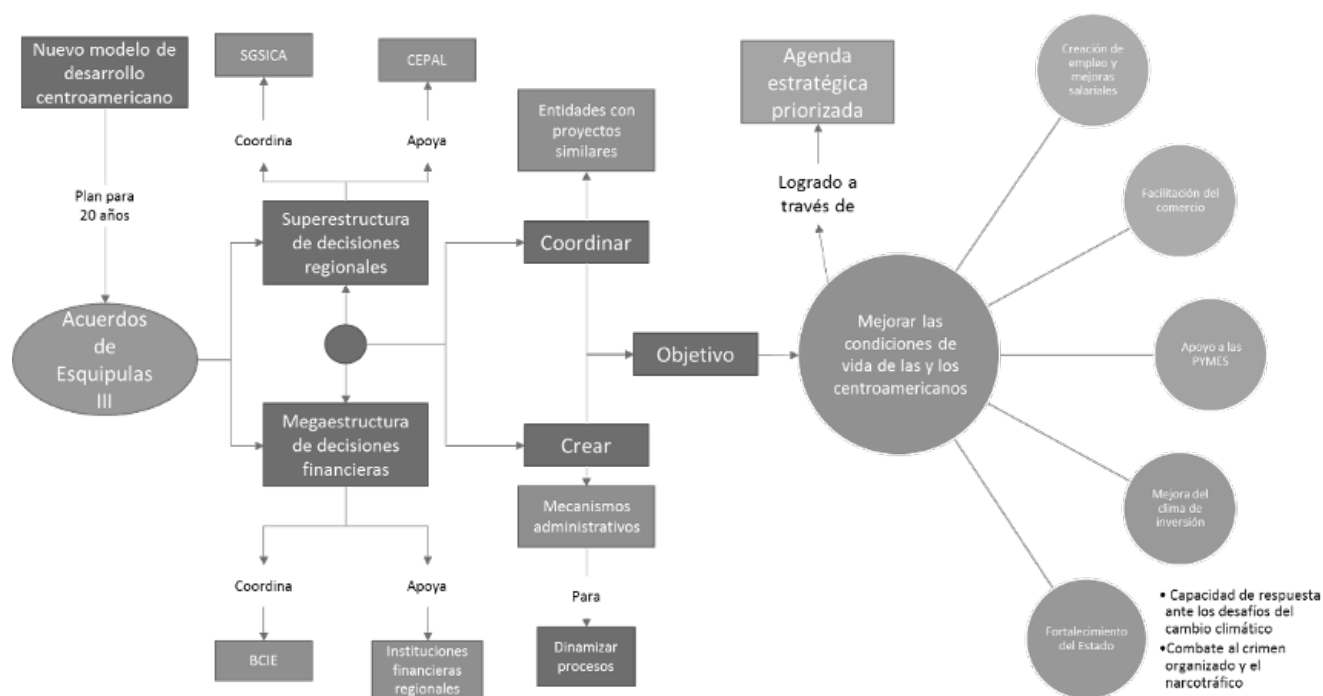 Nuevo modelo de
desarrollo
centroamericano
Plan para
20 años
Acuerdos
de
Esquipulas
III
SGSICA
CEPAL
Coordina
Apoya
Superestructura
de decisiones
regionales
Megaestructura
de decisiones
financieras
Coordina
Apoya
BCIE
Instituciones
financieras
regionales
Entidades con
proyectos
similares
Coordinar
Objetivo
Crear
Mecanismos
administrativos
Para
Dinamizar
procesos
Agenda
estratégica
priorizada
Logrado a
través de
Mejorar las
condiciones de
vida de las y los
centroamericanos
Creación de
empleo y
mejoras
salariales
Facilitación del
comercio
Apoyo a las
PYMES
Mejora del
clima de
inversión
Fortalecimiento
del Estado
• Capacidad de respuesta
ante los desafíos del
cambio climático
•Combate al crimen
organizado y el
narcotráfico